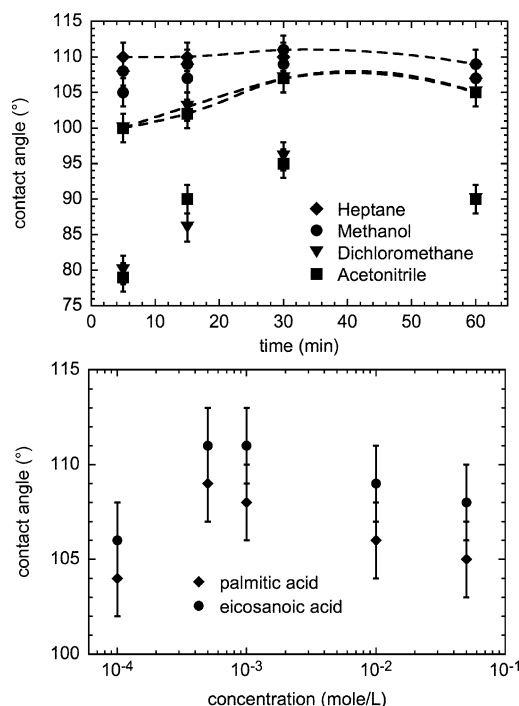 115
110
105
100
95
90
85
80
75
contact angle (°)
Heptane
Methanol
Dichloromethane
Acetonitrile
0 10 20 30 40 50 60
time (min)
115
110
105
100
contact angle (°)
palmitic acid
eicosanoic acid
10-4 10-3 10-2 10-1
concentration (mole/L)